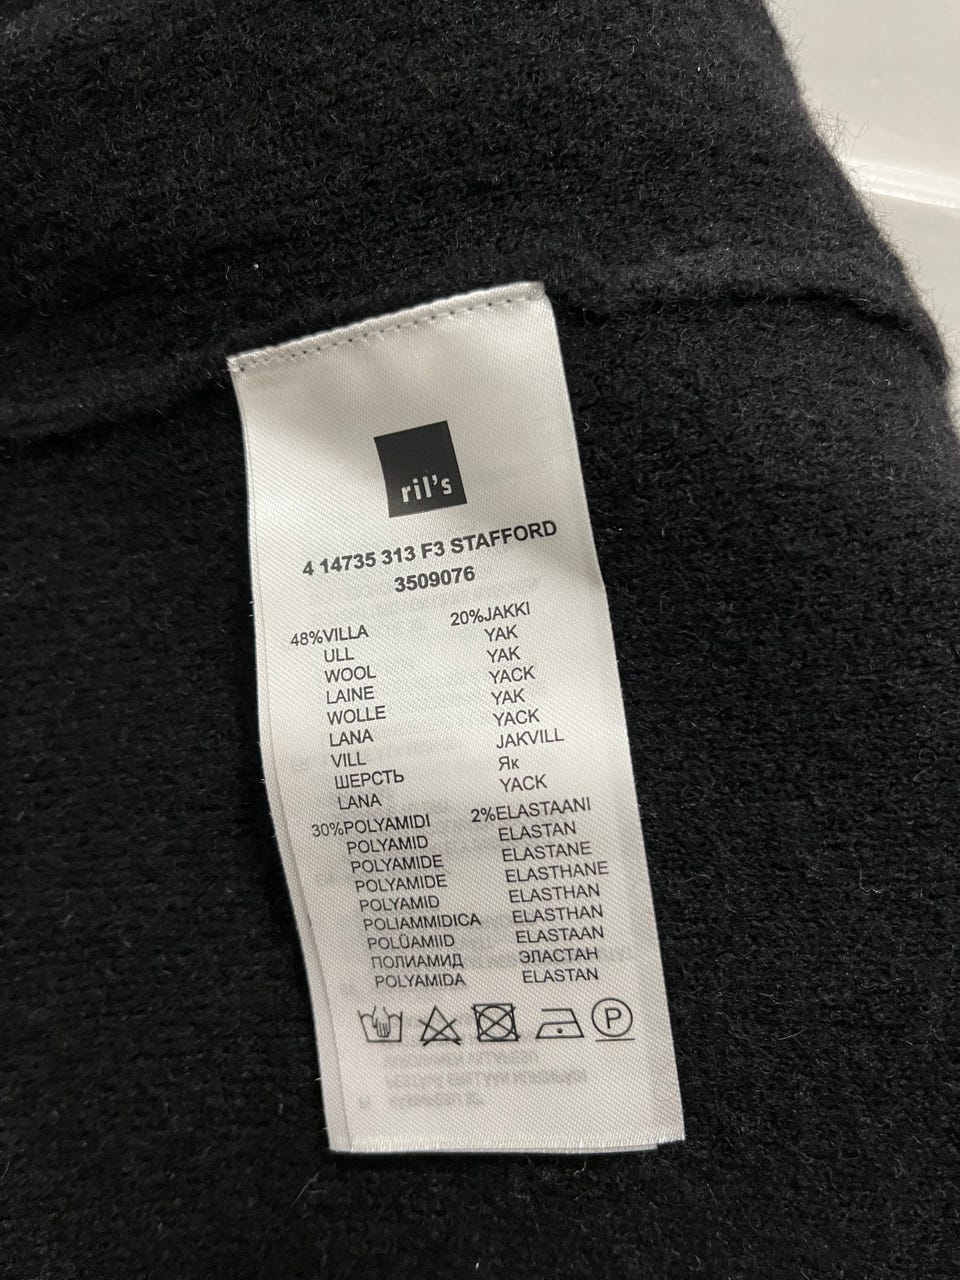 ril's
4 14735 313 F3 STAFFORD
3509076
48%VILLA
ULL
WOOL
LAINE
WOLLE
LANA
VILL
ШЕРСТЬ
LANA
20%JAKKI
YAK
YAK
YACK
YAK
YACK
JAKVILL
Як
YACK
30%POLYAMIDI
POLYAMID
POLYAMIDE
POLYAMIDE
POLYAMID
POLIAMMIDICA
POLÜAMIID
ПОЛИАМИД
POLYAMIDA
2%ELASTAANI
ELASTAN
ELASTANE
ELASTHANE
ELASTHAN
ELASTHAN
ELASTAAN
ЭЛАСТАН
ELASTAN
P